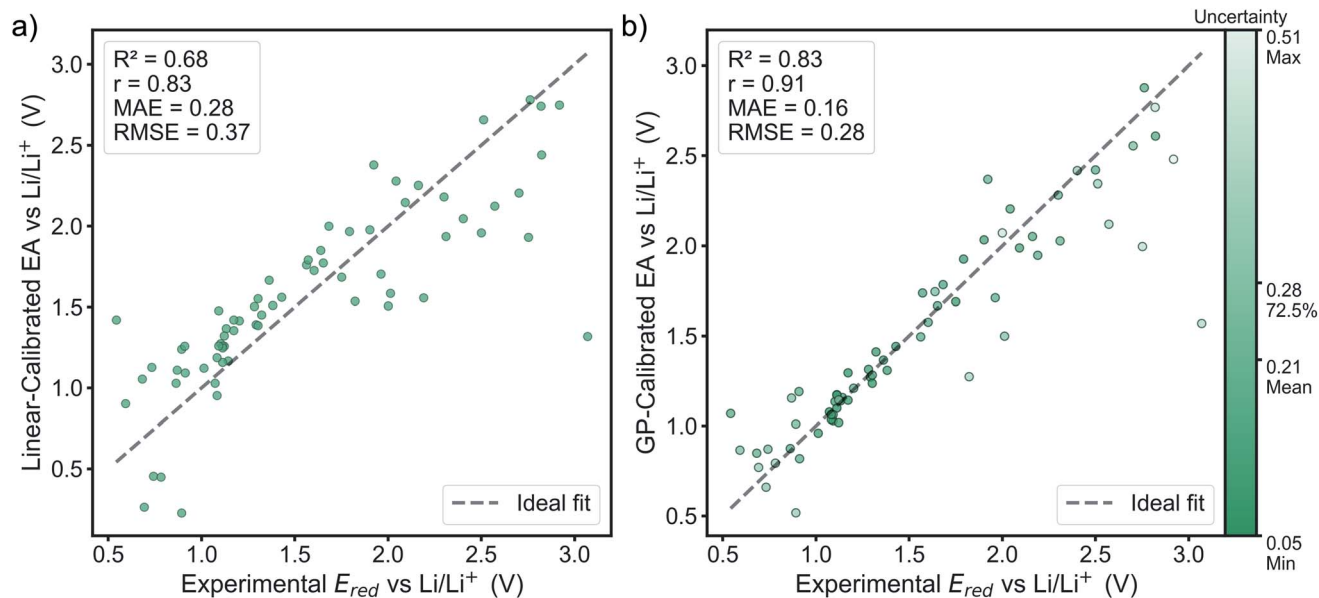 a)
R² = 0.68
r = 0.83
MAE = 0.28
RMSE = 0.37
Linear-Calibrated EA vs Li/Li⁺ (V)
3.0
2.5
2.0
1.5
1.0
0.5
Ideal fit
0.5 1.0 1.5 2.0 2.5 3.0
Experimental E_red vs Li/Li⁺ (V)
b)
R² = 0.83
r = 0.91
MAE = 0.16
RMSE = 0.28
GP-Calibrated EA vs Li/Li⁺ (V)
3.0
2.5
2.0
1.5
1.0
0.5
Ideal fit
0.5 1.0 1.5 2.0 2.5 3.0
Experimental E_red vs Li/Li⁺ (V)
Uncertainty
0.51
Max
0.28
72.5%
0.21
Mean
0.05
Min